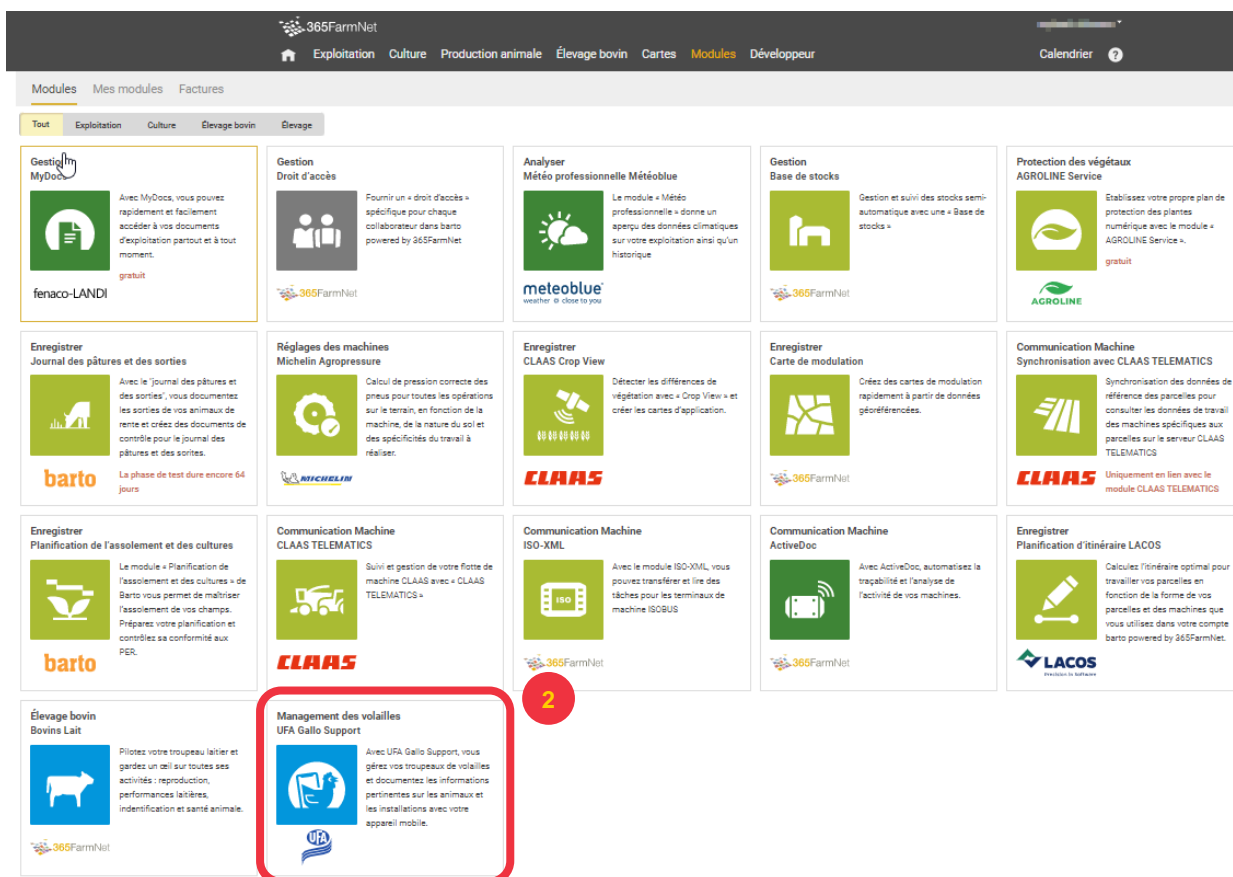 365FarmNet
Exploitation Culture Production animale Élevage bovin Cartes Modules Développeur
Calendrier ?
Modules Mes modules Factures
Tout Exploitation Culture Élevage bovin Élevage
Gestion
MyDocs
Avec MyDocs, vous pouvez
rapidement et facilement
accéder à vos documents
d'exploitation partout et à tout
moment.
gratuit
fenaco-LANDI
Gestion
Droit d'accès
Fournir un « droit d'accès »
spécifique pour chaque
collaborateur dans barto
powered by 365FarmNet
365FarmNet
Analyser
Météo professionnelle Météoblue
Le module « Météo
professionnelle » donne un
aperçu des données climatiques
sur votre exploitation ainsi qu'un
historique
meteoblue
weather close to you
Gestion
Base de stocks
Gestion et suivi des stocks semi-
automatique avec une « Base de
stocks »
365FarmNet
Protection des végétaux
AGROLINE Service
Etablissez votre propre plan de
protection des plantes
numérique avec le module «
AGROLINE Service ».
gratuit
AGROLINE
Enregistrer
Journal des pâtures et des sorties
Avec le "journal des pâtures et
des sorties", vous documentez
les sorties de vos animaux de
rente et créez des documents de
contrôle pour le journal des
pâtures et des sorites.
La phase de test dure encore 64
jours
barto
Réglages des machines
Michelin Agropressure
Calcul de pression correcte des
pneus pour toutes les opérations
sur le terrain, en fonction de la
machine, de la nature du sol et
des spécificités du travail à
réaliser.
MICHELIN
Enregistrer
CLAAS Crop View
Détecter les différences de
végétation avec « Crop View » et
créer les cartes d'application.
CLAAS
Enregistrer
Carte de modulation
Créez des cartes de modulation
rapidement à partir de données
géoréférencées.
365FarmNet
Communication Machine
Synchronisation avec CLAAS TELEMATICS
Synchronisation des données de
référence des parcelles pour
consulter les données de travail
des machines spécifiques aux
parcelles sur le serveur CLAAS
TELEMATICS
Uniquement en lien avec le
module CLAAS TELEMATICS
CLAAS
Enregistrer
Planification de l'assolement et des cultures
Le module « Planification de
l'assolement et des cultures » de
Barto vous permet de maîtriser
l'assolement de vos champs.
Préparez votre planification et
contrôlez sa conformité aux
PER.
barto
Communication Machine
CLAAS TELEMATICS
Suivi et gestion de votre flotte de
machine CLAAS avec « CLAAS
TELEMATICS »
CLAAS
Communication Machine
ISO-XML
Avec le module ISO-XML, vous
pouvez transférer et lire des
tâches pour les terminaux de
machine ISOBUS
ISO
365FarmNet
Communication Machine
ActiveDoc
Avec ActiveDoc, automatisez la
traçabilité et l'analyse de
l'activité de vos machines.
365FarmNet
Enregistrer
Planification d'itinéraire LACOS
Calculez l'itinéraire optimal pour
travailler vos parcelles en
fonction de la forme de vos
parcelles et des machines que
vous utilisez dans votre compte
barto powered by 365FarmNet.
LACOS
Precision in Software
Élevage bovin
Bovins Lait
Pilotez votre troupeau laitier et
gardez un œil sur toutes ses
activités : reproduction,
performances laitières,
indentification et santé animale.
365FarmNet
Management des volailles
UFA Gallo Support
Avec UFA Gallo Support, vous
gérez vos troupeaux de volailles
et documentez les informations
pertinentes sur les animaux et
les installations avec votre
appareil mobile.
UFA
2